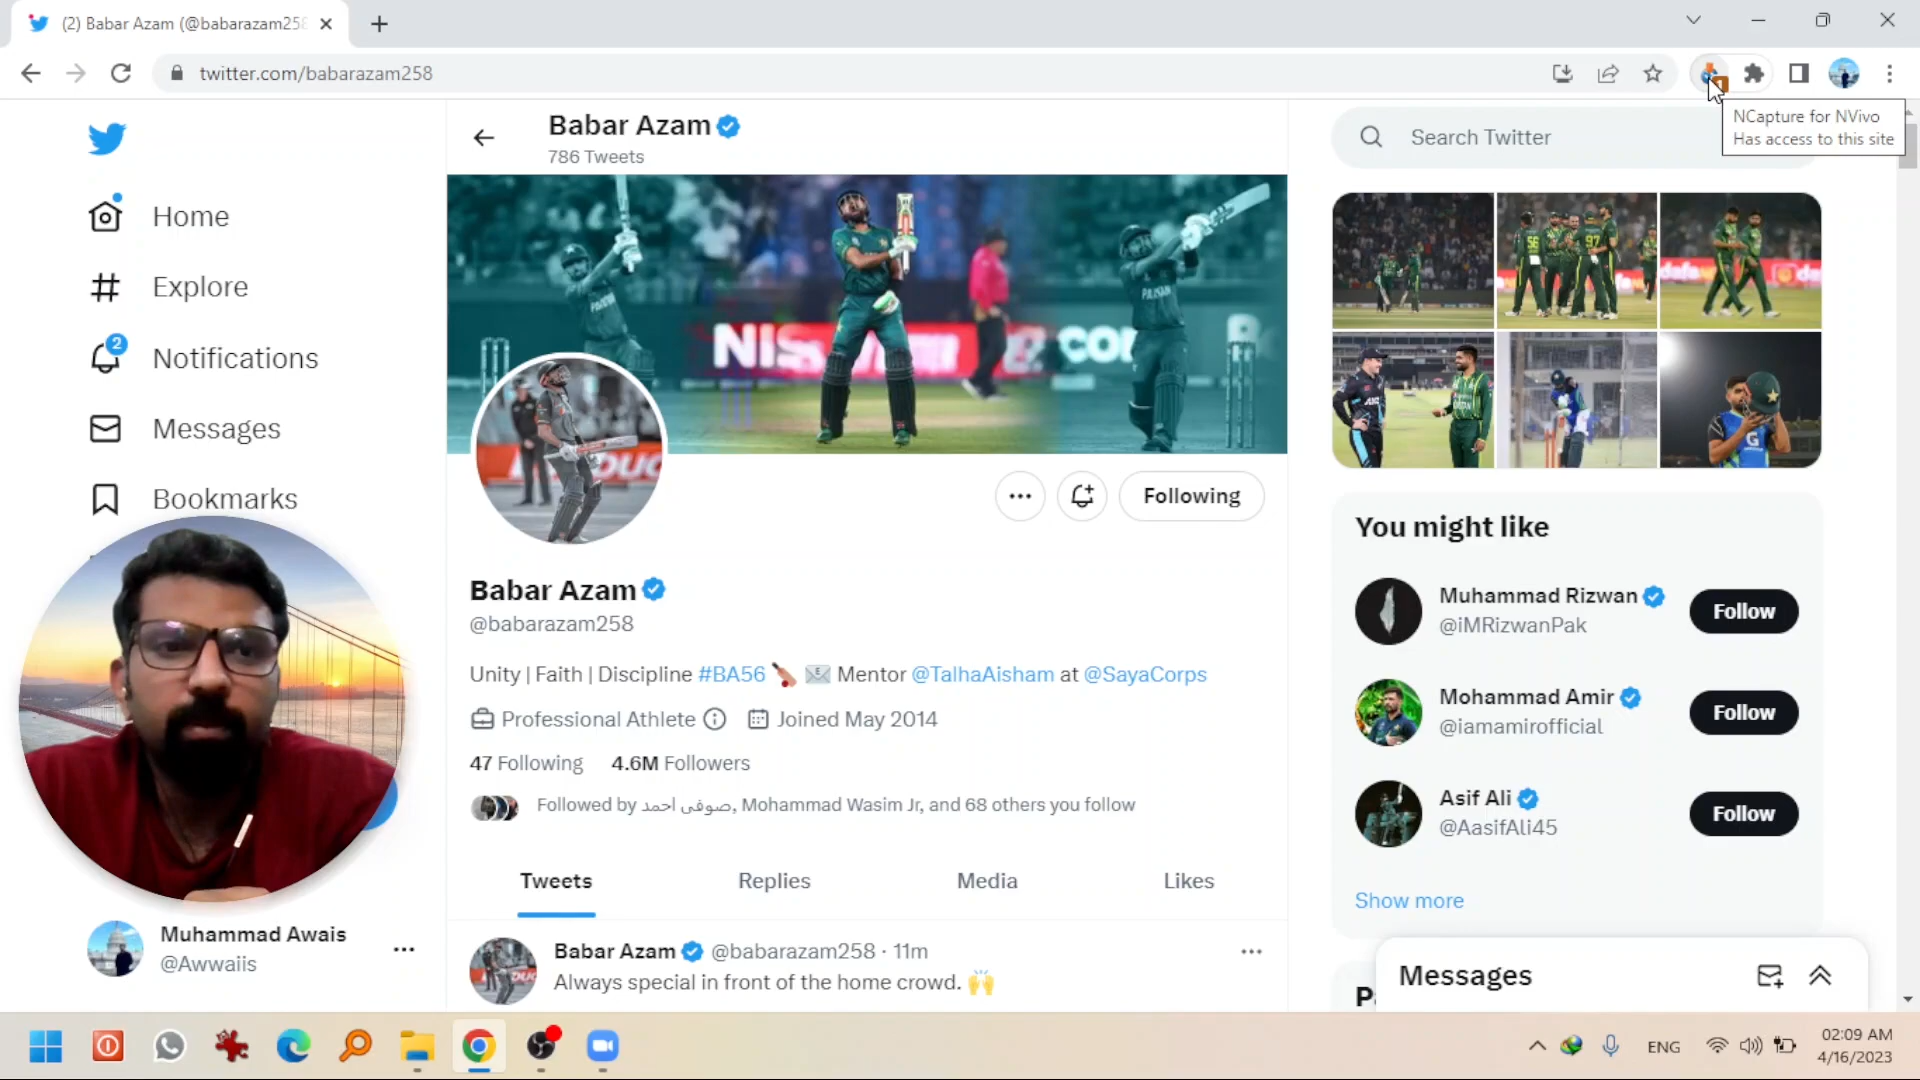 (2) Babar Azam (@babarazam258
twitter.com/babarazam258
NCapture for NVivo
Has access to this site
Babar Azam
786 Tweets
Search Twitter
Home
Explore
2
Notifications
Messages
Bookmarks
Following
Babar Azam
@babarazam258
Unity | Faith | Discipline #BA56 Mentor @TalhaAisham at @SayaCorps
Professional Athlete Joined May 2014
47 Following 4.6M Followers
Followed by صوفی احمد, Mohammad Wasim Jr, and 68 others you follow
Tweets Replies Media Likes
Babar Azam @babarazam258 · 11m
Always special in front of the home crowd.
You might like
Muhammad Rizwan
@iMRizwanPak
Follow
Mohammad Amir
@iamamirofficial
Follow
Asif Ali
@AasifAli45
Follow
Show more
Messages
Muhammad Awais
@Awwaiis
ENG
02:09 AM
4/16/2023